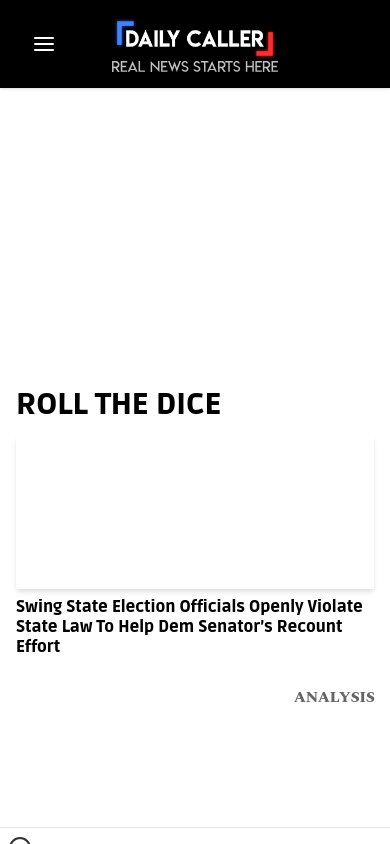 DAILY CALLER
REAL NEWS STARTS HERE
ROLL THE DICE
Swing State Election Officials Openly Violate
State Law To Help Dem Senator's Recount
Effort
ANALYSIS